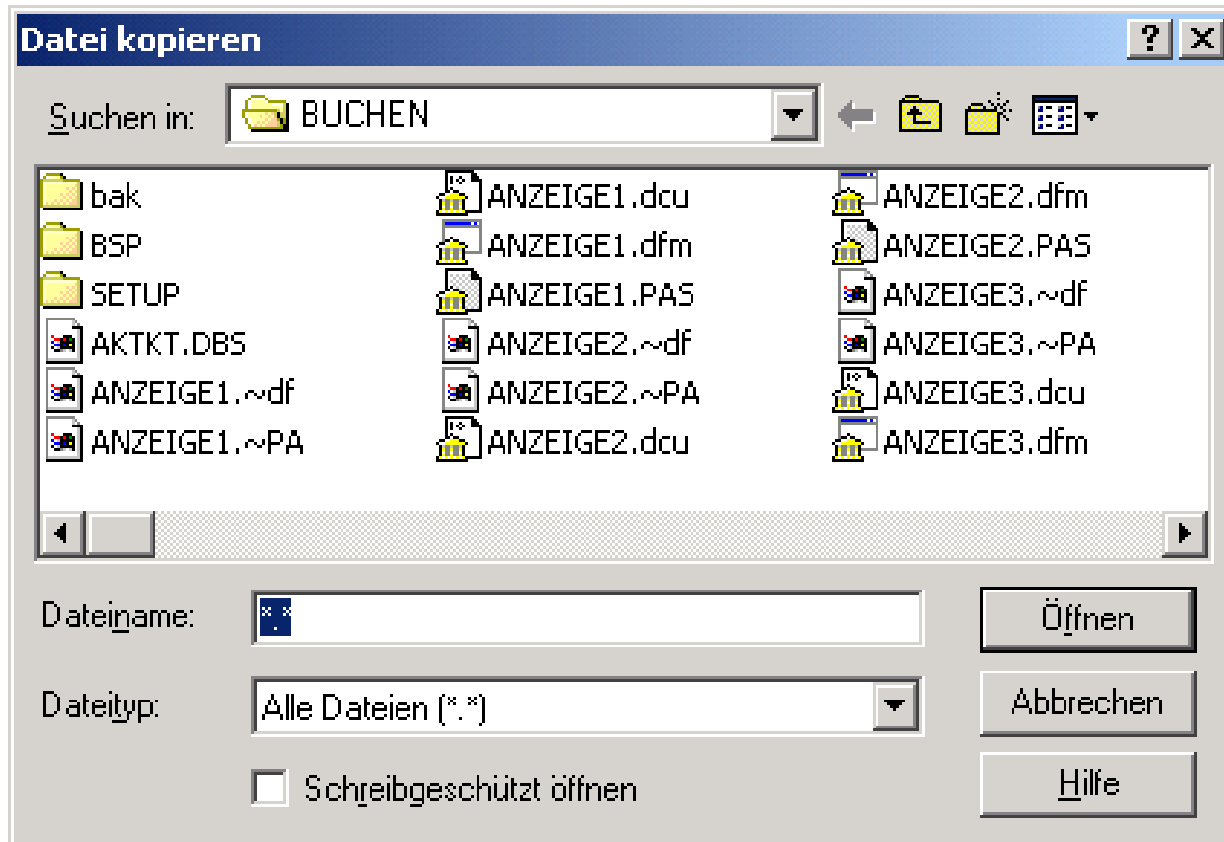 Datei kopieren
Suchen in: BUCHEN
bak ANZEIGE1.dcu ANZEIGE2.dfm
BSP ANZEIGE1.dfm ANZEIGE2.PAS
SETUP ANZEIGE1.PAS ANZEIGE3.~df
AKTKT.DBS ANZEIGE2.~df ANZEIGE3.~PA
ANZEIGE1.~df ANZEIGE2.~PA ANZEIGE3.dcu
ANZEIGE1.~PA ANZEIGE2.dcu ANZEIGE3.dfm
Dateiname: *.* Öffnen
Dateityp: Alle Dateien (*.*) Abbrechen
Schreibgeschützt öffnen Hilfe